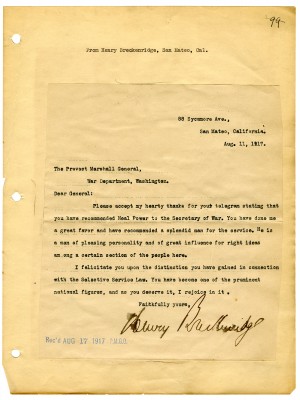 99
From Henry Breckenridge, San Mateo, Cal.
88 Sycamore Ave.,
San Mateo, California.
Aug. 11, 1917.
The Provost Marshall General,
War Department, Washington.
Dear General:
Please accept my hearty thanks for your telegram stating that
you have recommended Neal Power to the Secretary of War. You have done me
a great favor and have recommended a splendid man for the service. He is
a man of pleasing personality and of great influence for right ideas
among a certain section of the people here.
I felicitate you upon the distinction you have gained in connection
with the Selective Service Law. You have become one of the prominent
national figures, and as you deserve it, I rejoice in it.
Faithfully yours,
Henry
Rec'd AUG 17 1917 P.M.G.O.